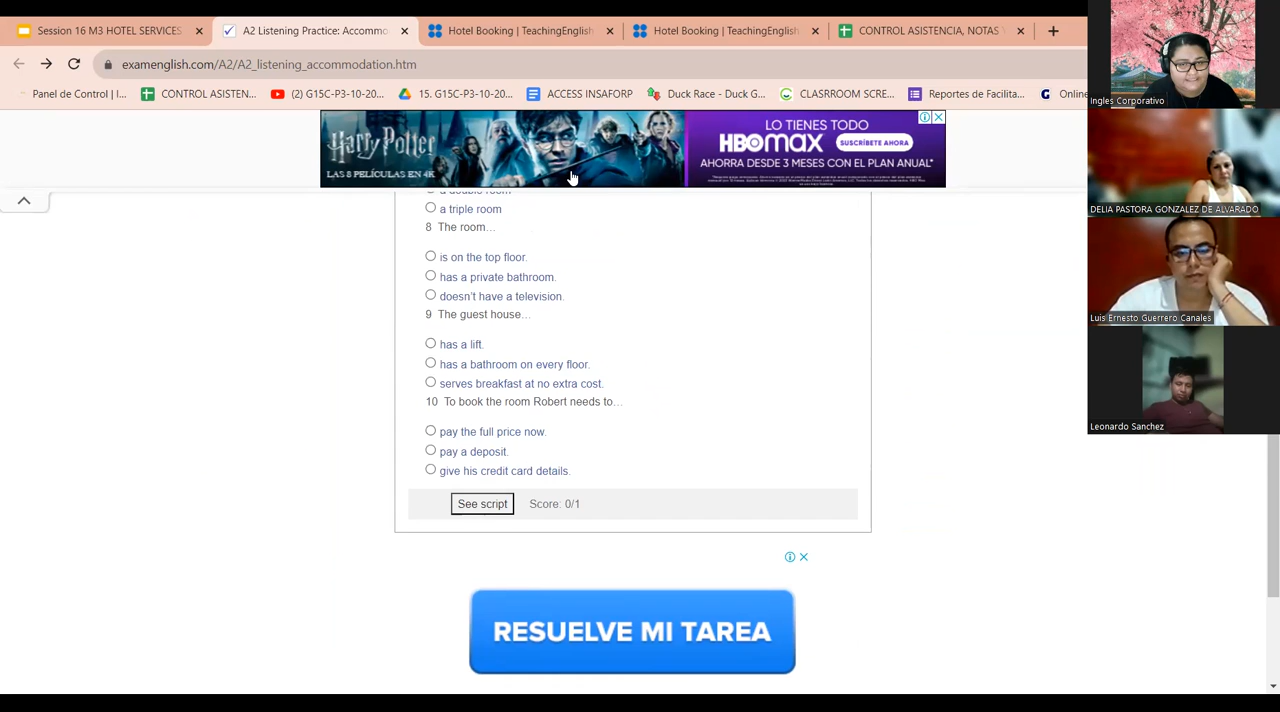 Session 16 M3 HOTEL SERVICES
A2 Listening Practice: Accommo
Hotel Booking | TeachingEnglish
Hotel Booking | TeachingEnglish
CONTROL ASISTENCIA, NOTAS
examenglish.com/A2/A2_listening_accommodation.htm
Panel de Control | I...
CONTROL ASISTEN...
(2) G15C-P3-10-20...
15. G15C-P3-10-20...
ACCESS INSAFORP
Duck Race - Duck G...
CLASRROOM SCRE...
Reportes de Facilita...
Online
Harry Potter
LAS 8 PELÍCULAS EN 4K
LO TIENES TODO
HBOMAX SUSCRÍBETE AHORA
AHORRA DESDE 3 MESES CON EL PLAN ANUAL*
a double room
a triple room
8 The room...
is on the top floor.
has a private bathroom.
doesn't have a television.
9 The guest house...
has a lift.
has a bathroom on every floor.
serves breakfast at no extra cost.
10 To book the room Robert needs to...
pay the full price now.
pay a deposit.
give his credit card details.
See script Score: 0/1
RESUELVE MI TAREA
Ingles Corporativo
DELIA PASTORA GONZALEZ DE ALVARADO
Luis Ernesto Guerrero Canales
Leonardo Sanchez